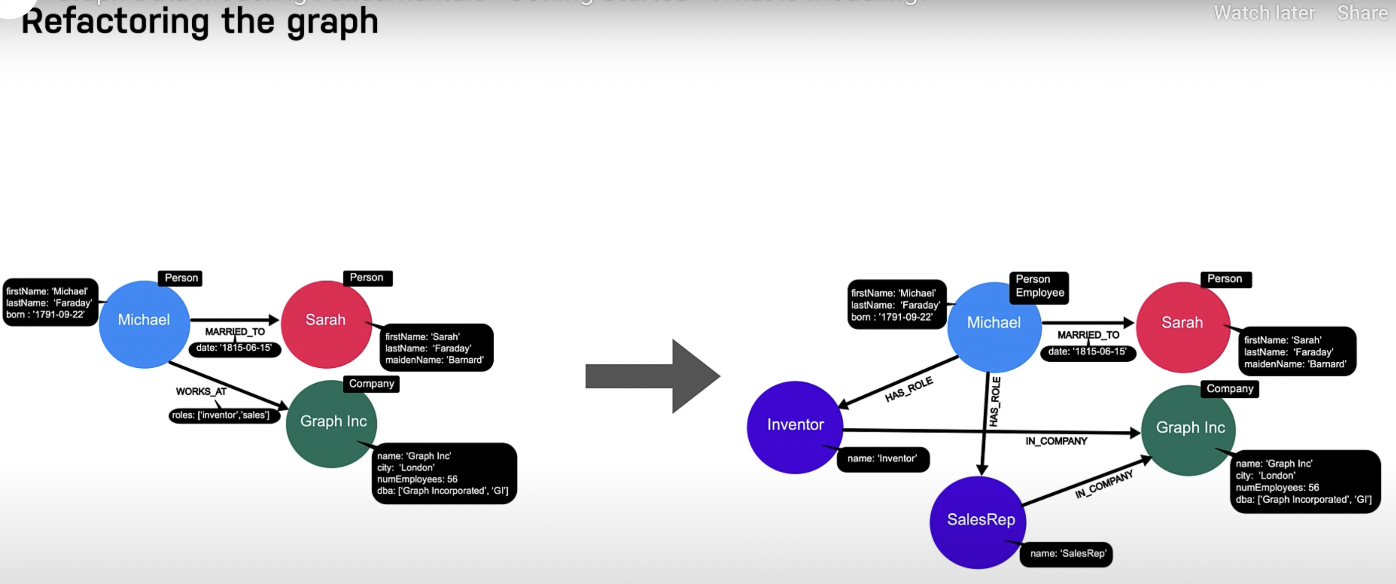 Refactoring the graph
Watch later
Share
Person
firstName: 'Michael'
lastName: 'Faraday'
born : '1791-09-22'
Michael
MARRIED_TO
date: '1815-06-15'
Person
Sarah
firstName: 'Sarah'
lastName: 'Faraday'
maidenName: 'Barnard'
WORKS_AT
roles: ['inventor','sales']
Company
Graph Inc
name: 'Graph Inc'
city: 'London'
numEmployees: 56
dba: ['Graph Incorporated', 'GI']
Person
Employee
firstName: 'Michael'
lastName: 'Faraday'
born : '1791-09-22'
Michael
MARRIED_TO
date: '1815-06-15'
Person
Sarah
firstName: 'Sarah'
lastName: 'Faraday'
maidenName: 'Barnard'
HAS_ROLE
HAS_ROLE
Inventor
name: 'Inventor'
IN_COMPANY
Company
Graph Inc
name: 'Graph Inc'
city: 'London'
numEmployees: 56
dba: ['Graph Incorporated', 'GI']
IN_COMPANY
SalesRep
name: 'SalesRep'